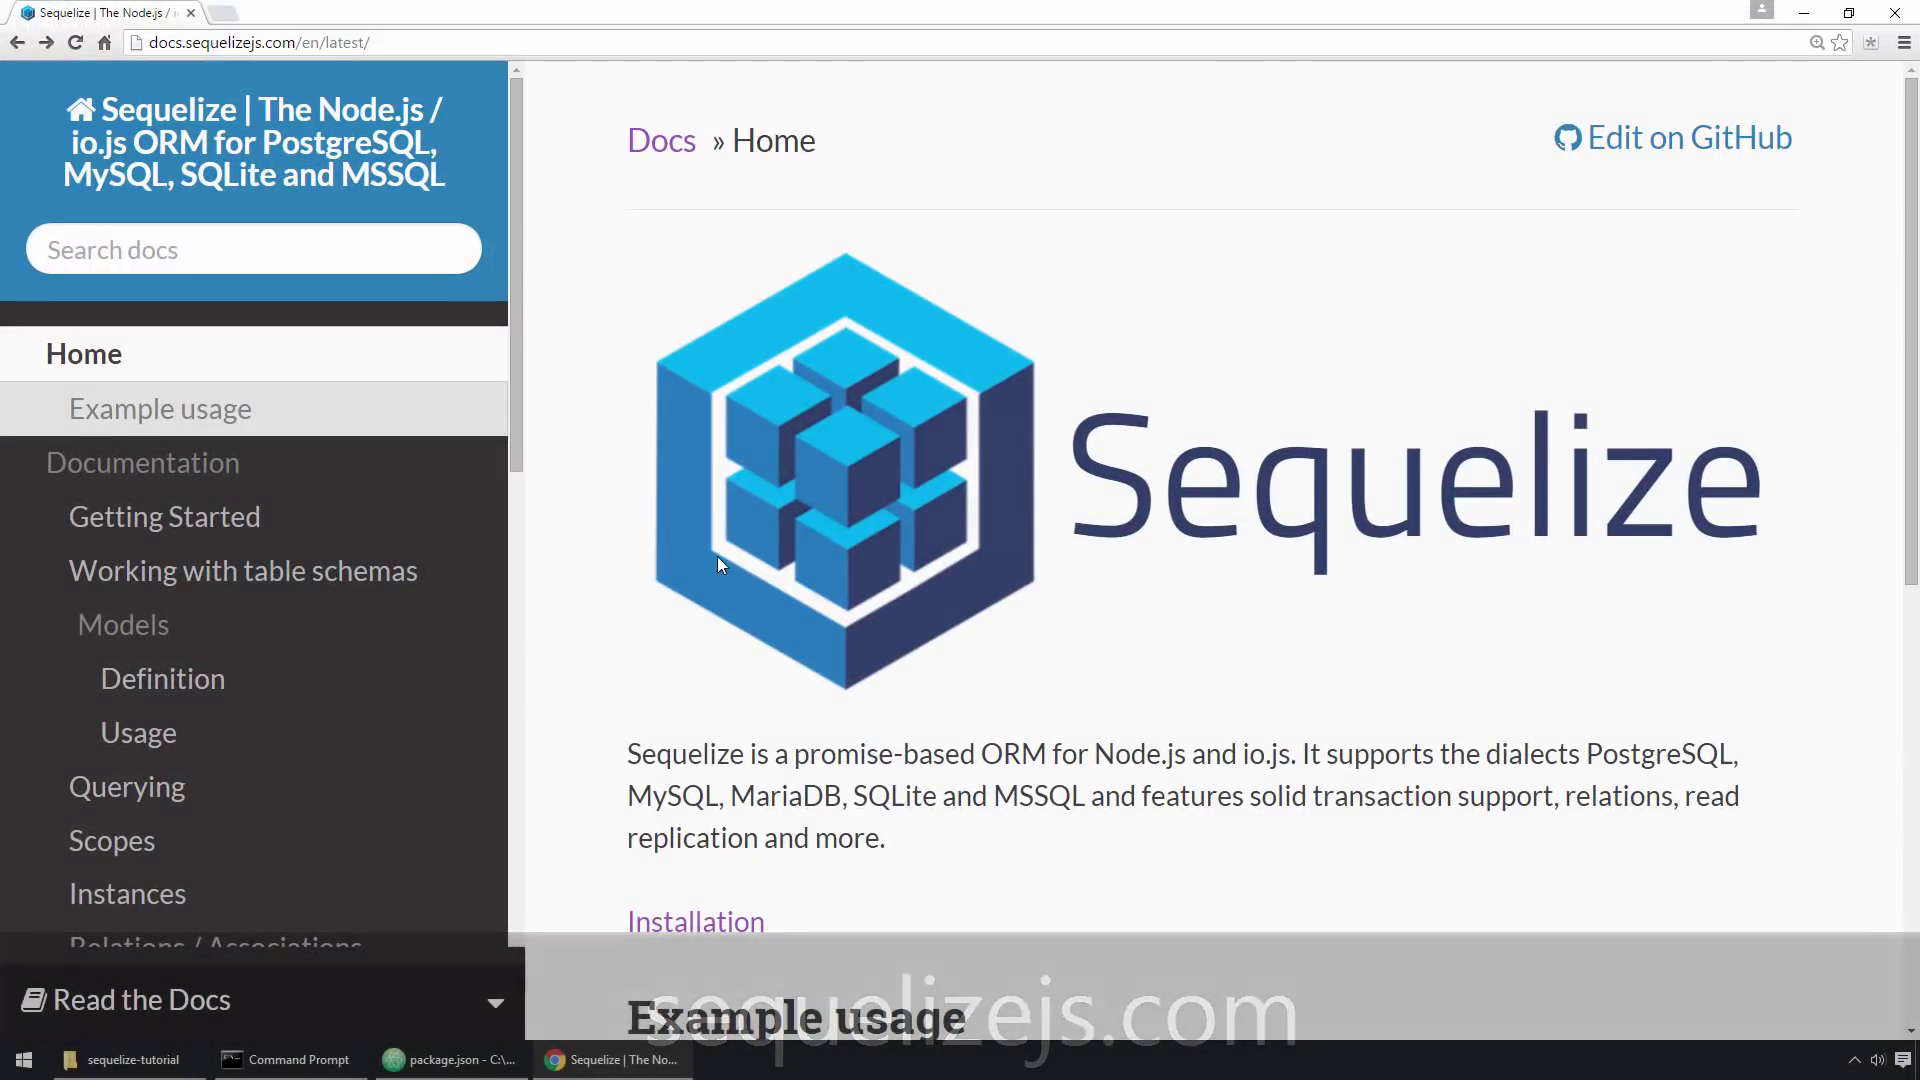 Sequelize | The Node.js / i
docs.sequelizejs.com/en/latest/
Sequelize | The Node.js /
io.js ORM for PostgreSQL,
MySQL, SQLite and MSSQL
Search docs
Home
Example usage
Documentation
Getting Started
Working with table schemas
Models
Definition
Usage
Querying
Scopes
Instances
Relations / Associations
Read the Docs
Docs » Home
Edit on GitHub
Sequelize
Sequelize is a promise-based ORM for Node.js and io.js. It supports the dialects PostgreSQL,
MySQL, MariaDB, SQLite and MSSQL and features solid transaction support, relations, read
replication and more.
Installation
Example usage
sequelizejs.com
sequelize-tutorial
Command Prompt
package.json - C:\...
Sequelize | The No...